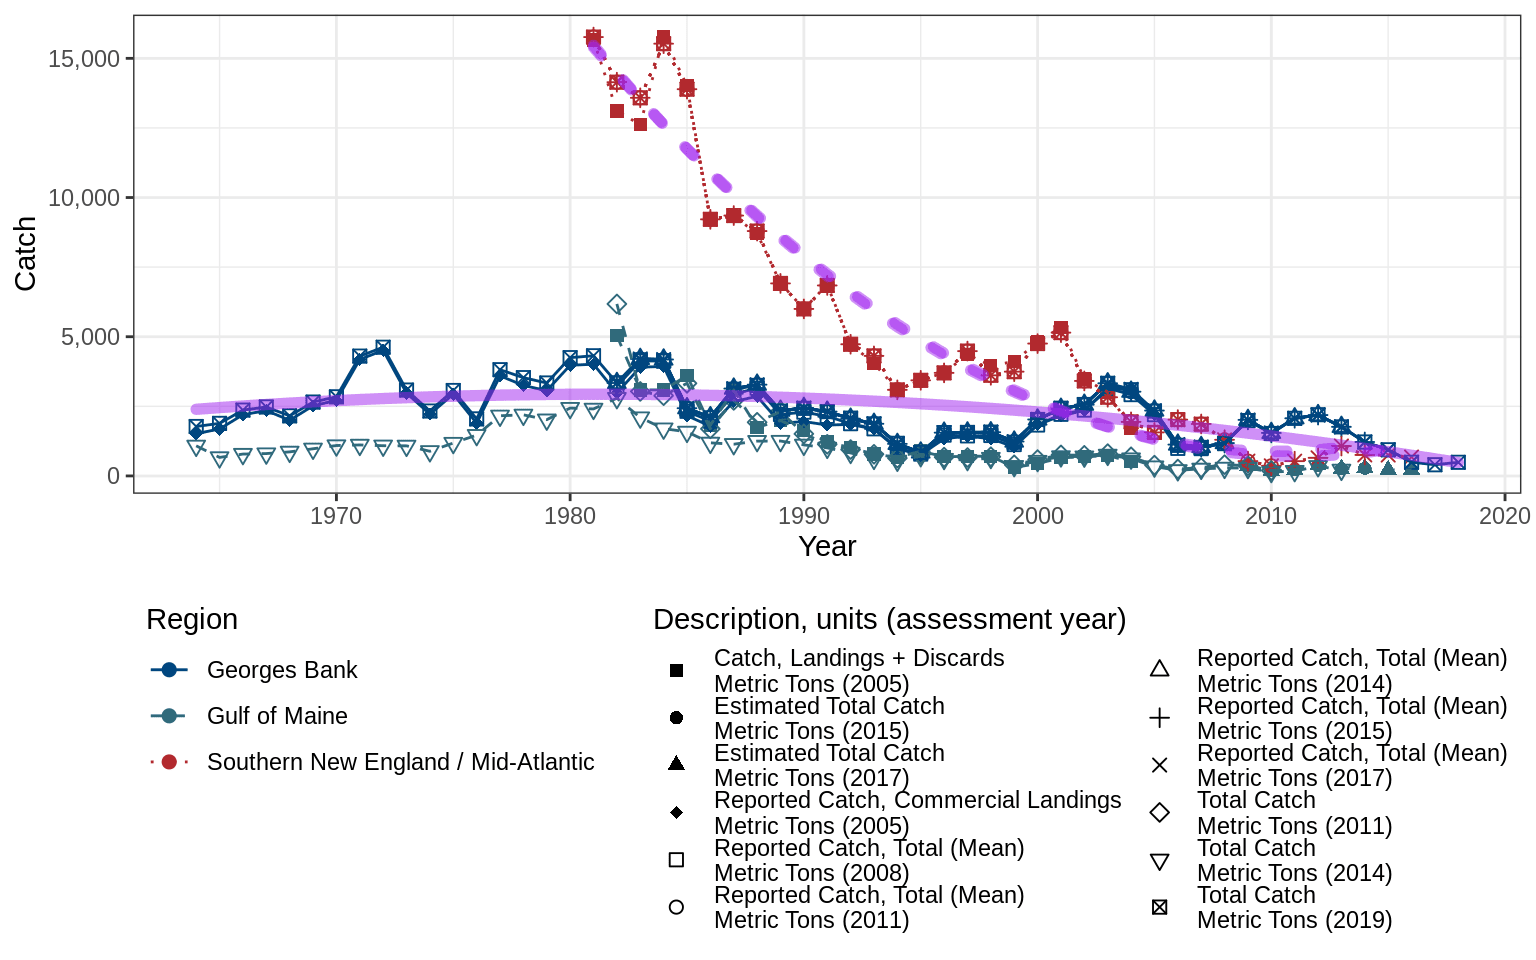 15,000
10,000
5,000
0
Catch
1970
1980
1990
2000
2010
2020
Year
Region
Georges Bank
Gulf of Maine
Southern New England / Mid-Atlantic
Description, units (assessment year)
Catch, Landings + Discards
Metric Tons (2005)
Estimated Total Catch
Metric Tons (2015)
Estimated Total Catch
Metric Tons (2017)
Reported Catch, Commercial Landings
Metric Tons (2005)
Reported Catch, Total (Mean)
Metric Tons (2008)
Reported Catch, Total (Mean)
Metric Tons (2011)
Reported Catch, Total (Mean)
Metric Tons (2014)
Reported Catch, Total (Mean)
Metric Tons (2015)
Reported Catch, Total (Mean)
Metric Tons (2017)
Total Catch
Metric Tons (2011)
Total Catch
Metric Tons (2014)
Total Catch
Metric Tons (2019)